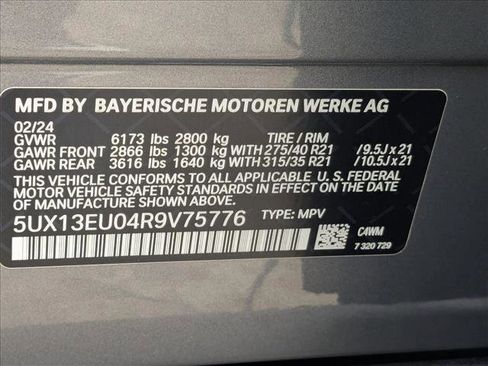 MFD BY BAYERISCHE MOTOREN WERKE AG
02/24
GVWR 6173 lbs 2800 kg TIRE / RIM
GAWR FRONT 2866 lbs 1300 kg WITH 275/40 R21 /9.5J x 21
GAWR REAR 3616 lbs 1640 kg WITH 315/35 R21 /10.5J x 21
THIS VEHICLE CONFORMS TO ALL APPLICABLE U. S. FEDERAL
MOTOR VEHICLE SAFETY STANDARDS IN EFFECT ON THE DATE
OF MANUFACTURE SHOWN ABOVE.
5UX13EU04R9V75776 TYPE: MPV
C4WM
7 320 729